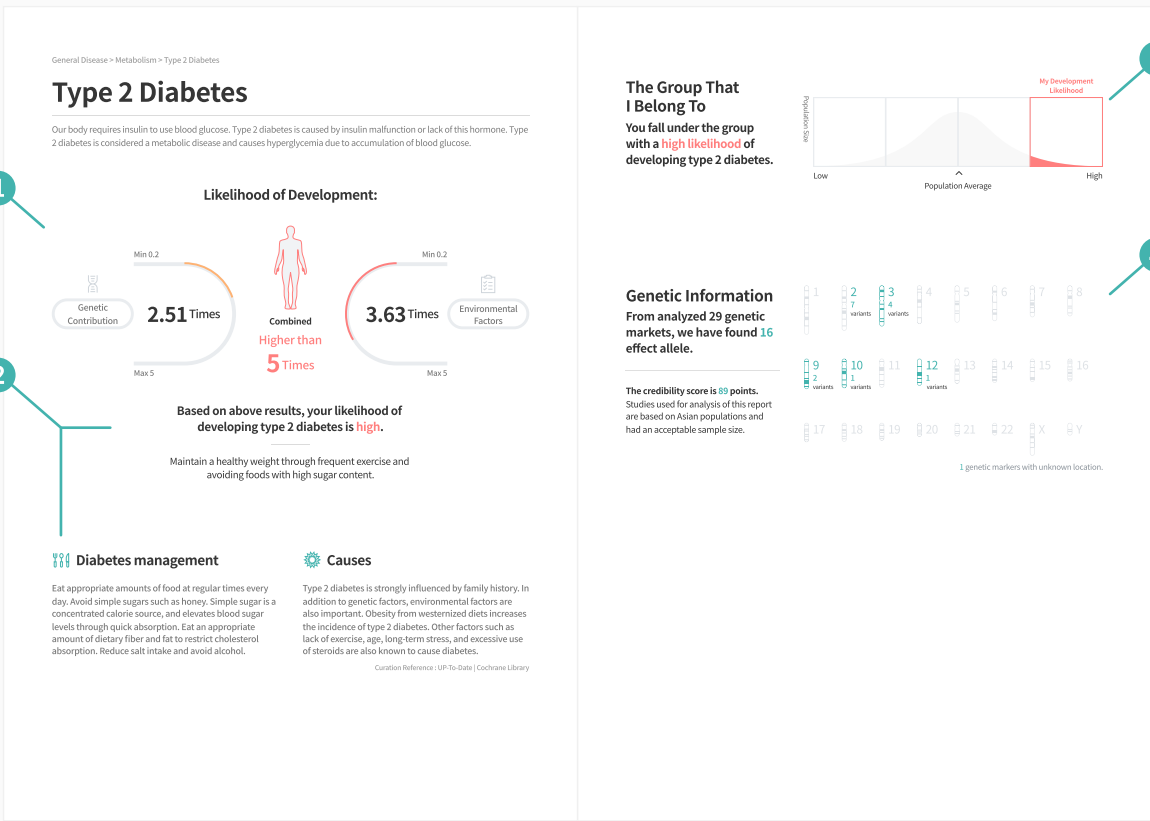 General Disease > Metabolism > Type 2 Diabetes
Type 2 Diabetes
Our body requires insulin to use blood glucose. Type 2 diabetes is caused by insulin malfunction or lack of this hormone. Type
2 diabetes is considered a metabolic disease and causes hyperglycemia due to accumulation of blood glucose.
1
Likelihood of Development:
Min 0.2
Genetic
Contribution
2.51 Times
Max 5
Combined
Higher than
5 Times
Min 0.2
3.63 Times
Environmental
Factors
Max 5
2
Based on above results, your likelihood of
developing type 2 diabetes is high.
Maintain a healthy weight through frequent exercise and
avoiding foods with high sugar content.
Diabetes management
Eat appropriate amounts of food at regular times every
day. Avoid simple sugars such as honey. Simple sugar is a
concentrated calorie source, and elevates blood sugar
levels through quick absorption. Eat an appropriate
amount of dietary fiber and fat to restrict cholesterol
absorption. Reduce salt intake and avoid alcohol.
Causes
Type 2 diabetes is strongly influenced by family history. In
addition to genetic factors, environmental factors are
also important. Obesity from westernized diets increases
the incidence of type 2 diabetes. Other factors such as
lack of exercise, age, long-term stress, and excessive use
of steroids are also known to cause diabetes.
Curation Reference : UP-To-Date | Cochrane Library
The Group That
I Belong To
You fall under the group
with a high likelihood of
developing type 2 diabetes.
My Development
Likelihood
Population Size
Low
High
Population Average
Genetic Information
From analyzed 29 genetic
markers, we have found 16
effect allele.
The credibility score is 89 points.
Studies used for analysis of this report
are based on Asian populations and
had an acceptable sample size.
1
2
7
variants
3
4
variants
4
5
6
7
8
9
2
variants
10
1
variants
11
12
1
variants
13
14
15
16
17
18
19
20
21
22
X
Y
1 genetic markers with unknown location.